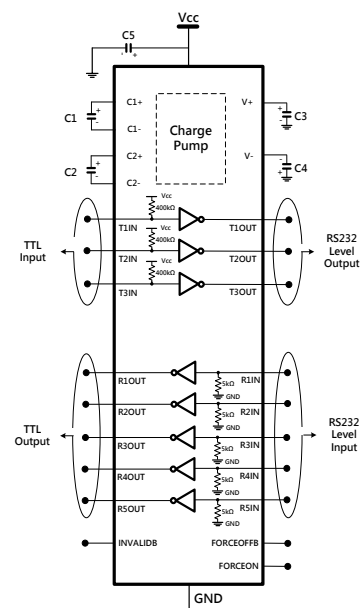 Vcc
C5
- +
C1
+
-
C1+
C1-
C2
+
-
C2+
C2-
Charge
Pump
V+
+
-
C3
V-
-
+
C4
TTL
Input
T1IN
Vcc
400kΩ
T1OUT
T2IN
Vcc
400kΩ
T2OUT
T3IN
Vcc
400kΩ
T3OUT
RS232
Level
Output
TTL
Output
R1OUT
R1IN
5kΩ
GND
R2OUT
R2IN
5kΩ
GND
R3OUT
R3IN
5kΩ
GND
R4OUT
R4IN
5kΩ
GND
R5OUT
R5IN
5kΩ
GND
RS232
Level
Input
INVALIDB
FORCEOFFB
FORCEON
GND